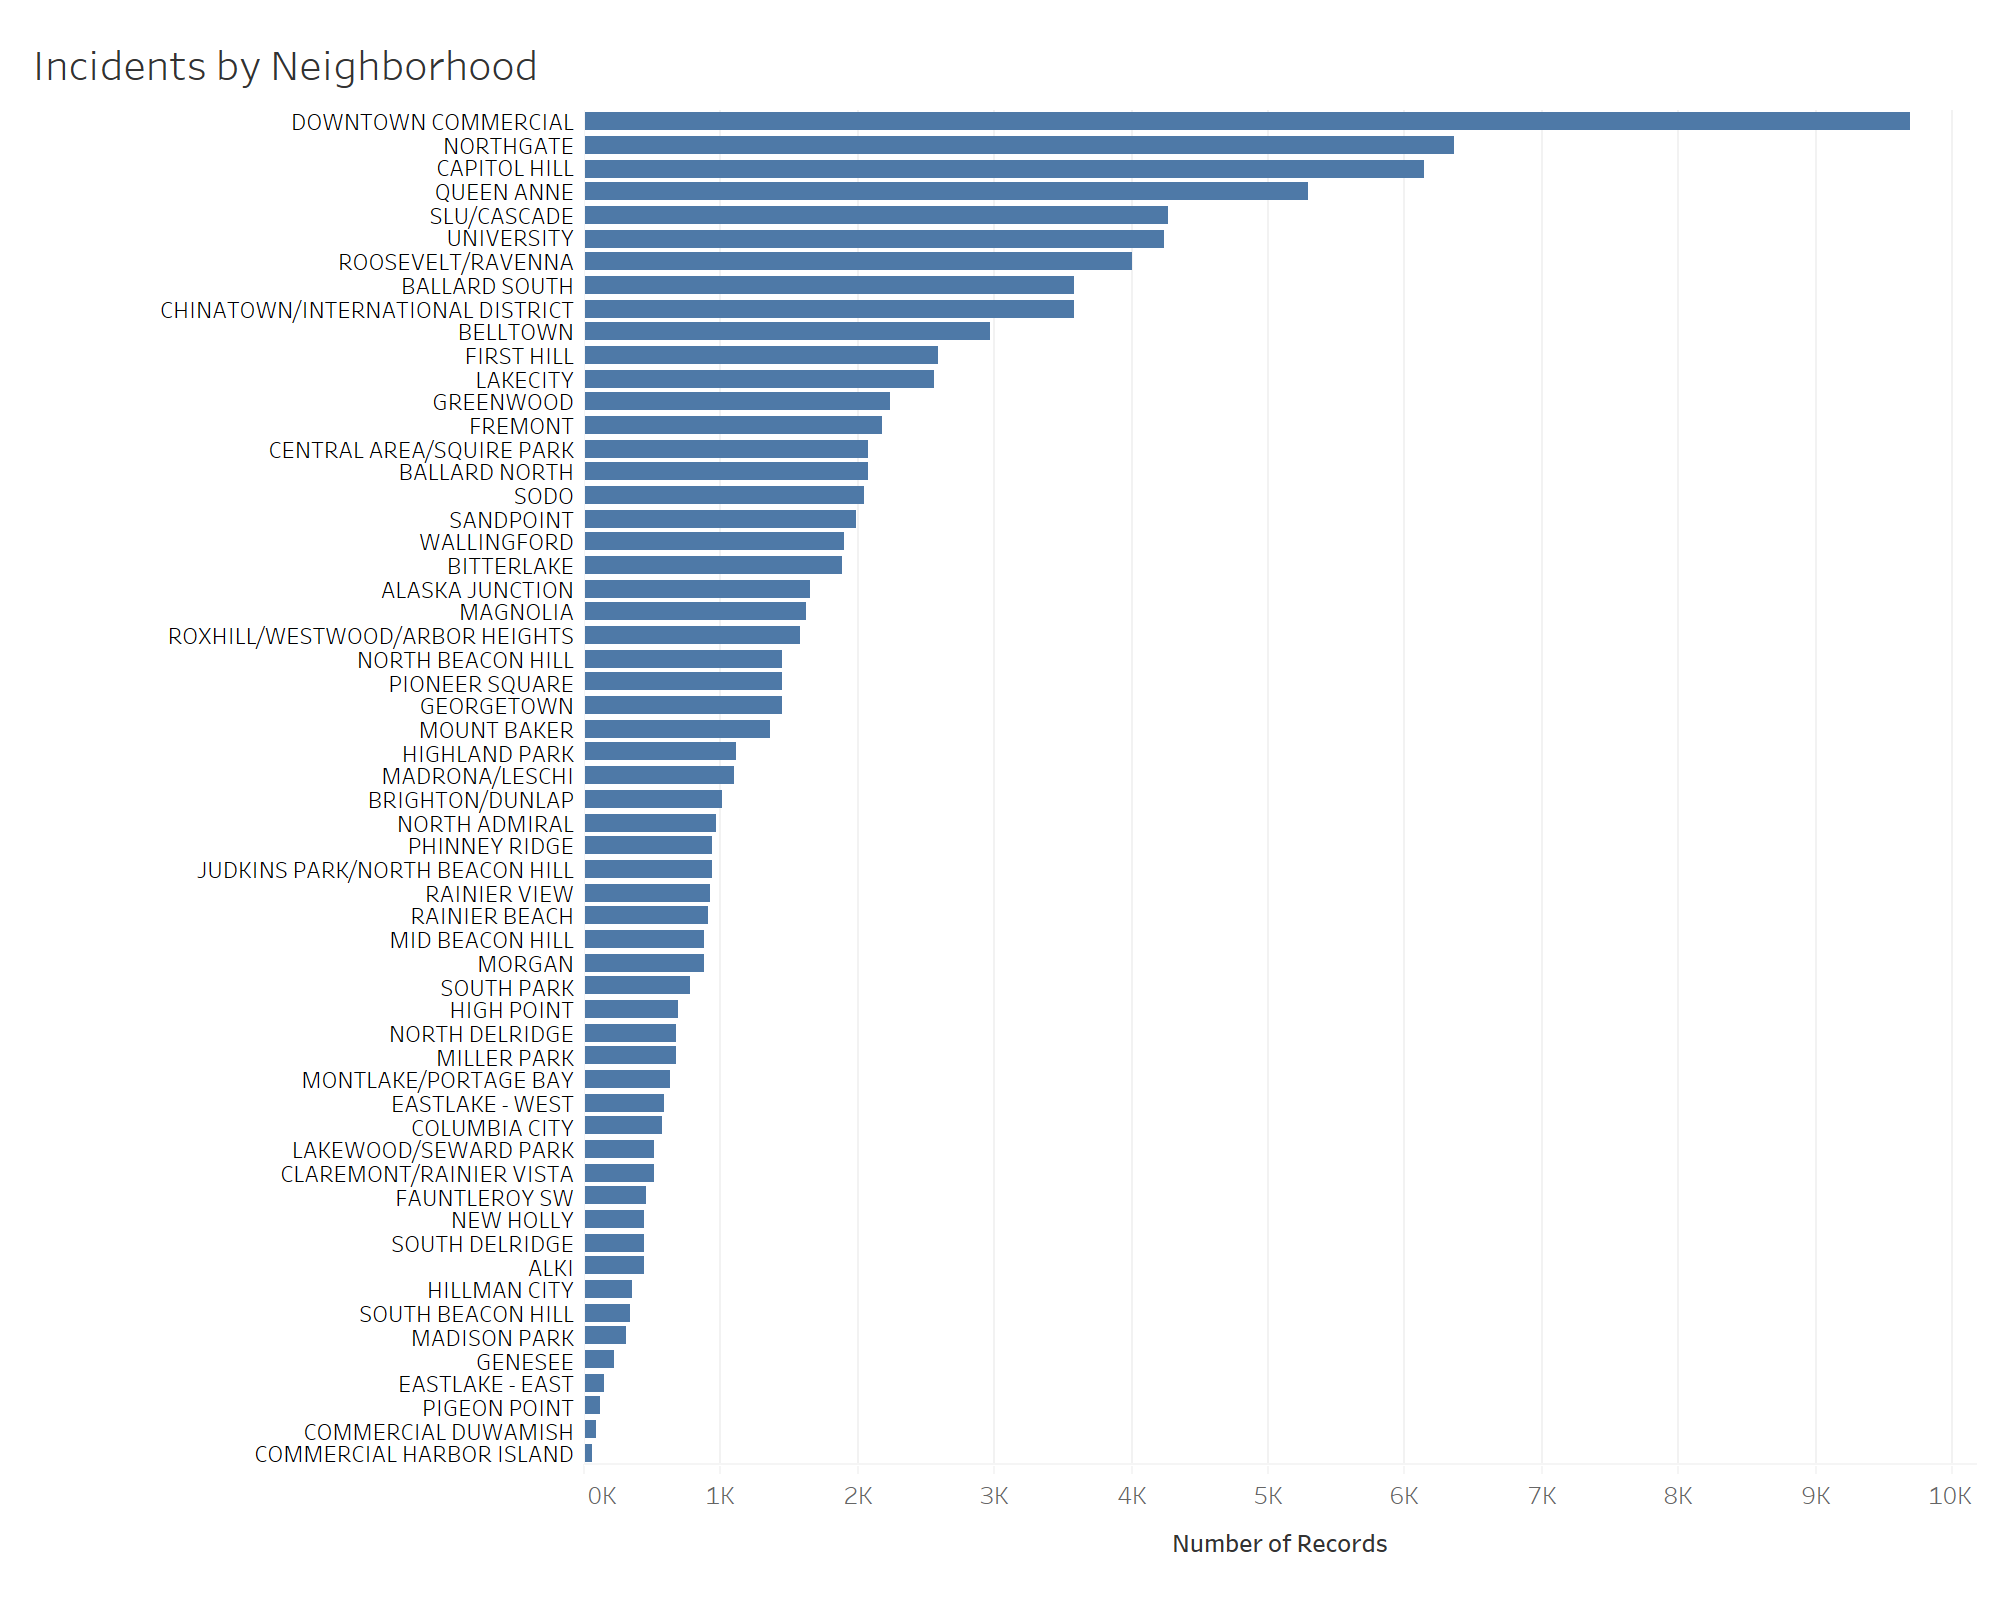 Incidents by Neighborhood
DOWNTOWN COMMERCIAL
NORTHGATE
CAPITOL HILL
QUEEN ANNE
SLU/CASCADE
UNIVERSITY
ROOSEVELT/RAVENNA
BALLARD SOUTH
CHINATOWN/INTERNATIONAL DISTRICT
BELLTOWN
FIRST HILL
LAKECITY
GREENWOOD
FREMONT
CENTRAL AREA/SQUIRE PARK
BALLARD NORTH
SODO
SANDPOINT
WALLINGFORD
BITTERLAKE
ALASKA JUNCTION
MAGNOLIA
ROXHILL/WESTWOOD/ARBOR HEIGHTS
NORTH BEACON HILL
PIONEER SQUARE
GEORGETOWN
MOUNT BAKER
HIGHLAND PARK
MADRONA/LESCHI
BRIGHTON/DUNLAP
NORTH ADMIRAL
PHINNEY RIDGE
JUDKINS PARK/NORTH BEACON HILL
RAINIER VIEW
RAINIER BEACH
MID BEACON HILL
MORGAN
SOUTH PARK
HIGH POINT
NORTH DELRIDGE
MILLER PARK
MONTLAKE/PORTAGE BAY
EASTLAKE - WEST
COLUMBIA CITY
LAKEWOOD/SEWARD PARK
CLAREMONT/RAINIER VISTA
FAUNTLEROY SW
NEW HOLLY
SOUTH DELRIDGE
ALKI
HILLMAN CITY
SOUTH BEACON HILL
MADISON PARK
GENESEE
EASTLAKE - EAST
PIGEON POINT
COMMERCIAL DUWAMISH
COMMERCIAL HARBOR ISLAND
0K 1K 2K 3K 4K 5K 6K 7K 8K 9K 10K
Number of Records